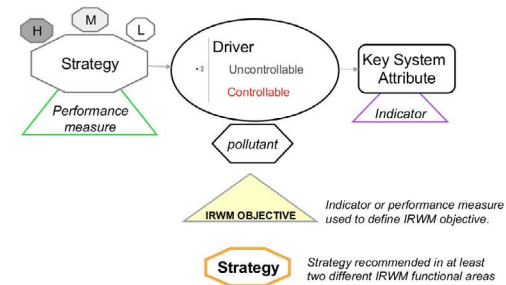 H
M
L
Strategy
Driver
Uncontrollable
Controllable
Key System
Attribute
Performance
measure
Indicator
pollutant
IRWM OBJECTIVE
Indicator or performance measure
used to define IRWM objective.
Strategy
Strategy recommended in at least
two different IRWM functional areas